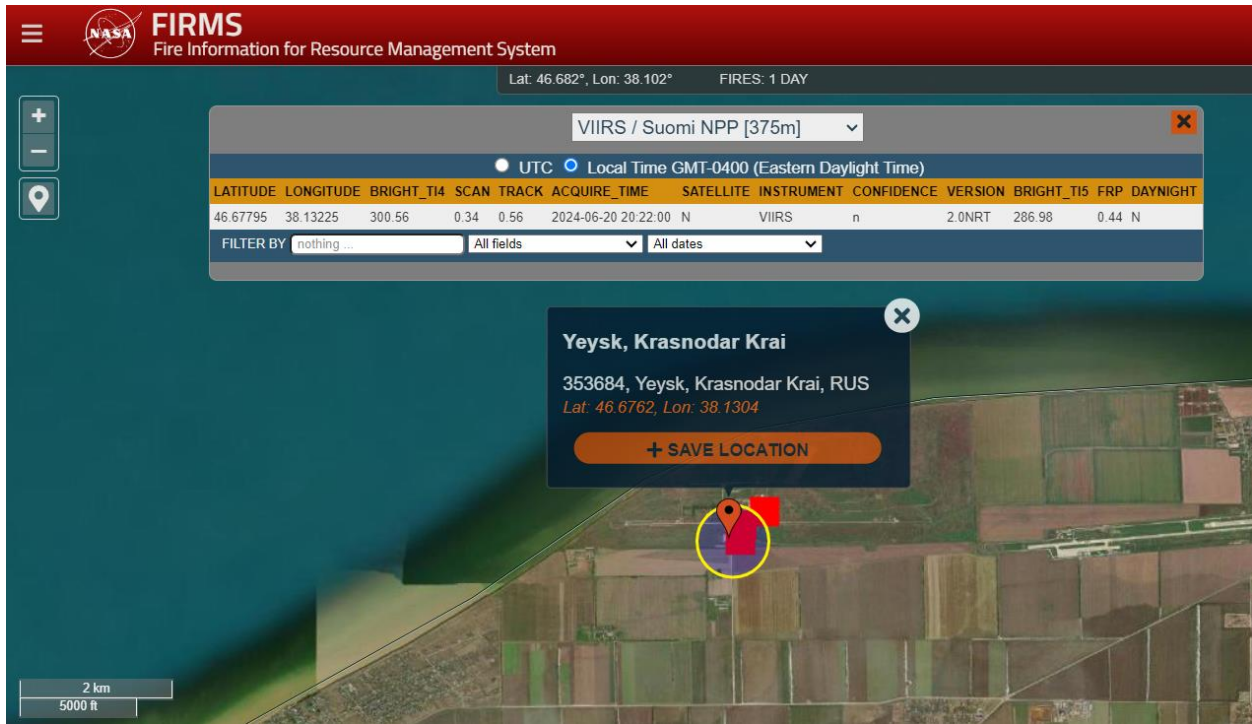 NASA
FIRMS
Fire Information for Resource Management System
Lat: 46.682°, Lon: 38.102° FIRES: 1 DAY
+
−
VIIRS / Suomi NPP [375m]
UTC Local Time GMT-0400 (Eastern Daylight Time)
LATITUDE LONGITUDE BRIGHT_TI4 SCAN TRACK ACQUIRE_TIME SATELLITE INSTRUMENT CONFIDENCE VERSION BRIGHT_TI5 FRP DAYNIGHT
46.67795 38.13225 300.56 0.34 0.56 2024-06-20 20:22:00 N VIIRS n 2.0NRT 286.98 0.44 N
FILTER BY nothing ... All fields All dates
Yeysk, Krasnodar Krai
353684, Yeysk, Krasnodar Krai, RUS
Lat: 46.6762, Lon: 38.1304
+ SAVE LOCATION
2 km
5000 ft